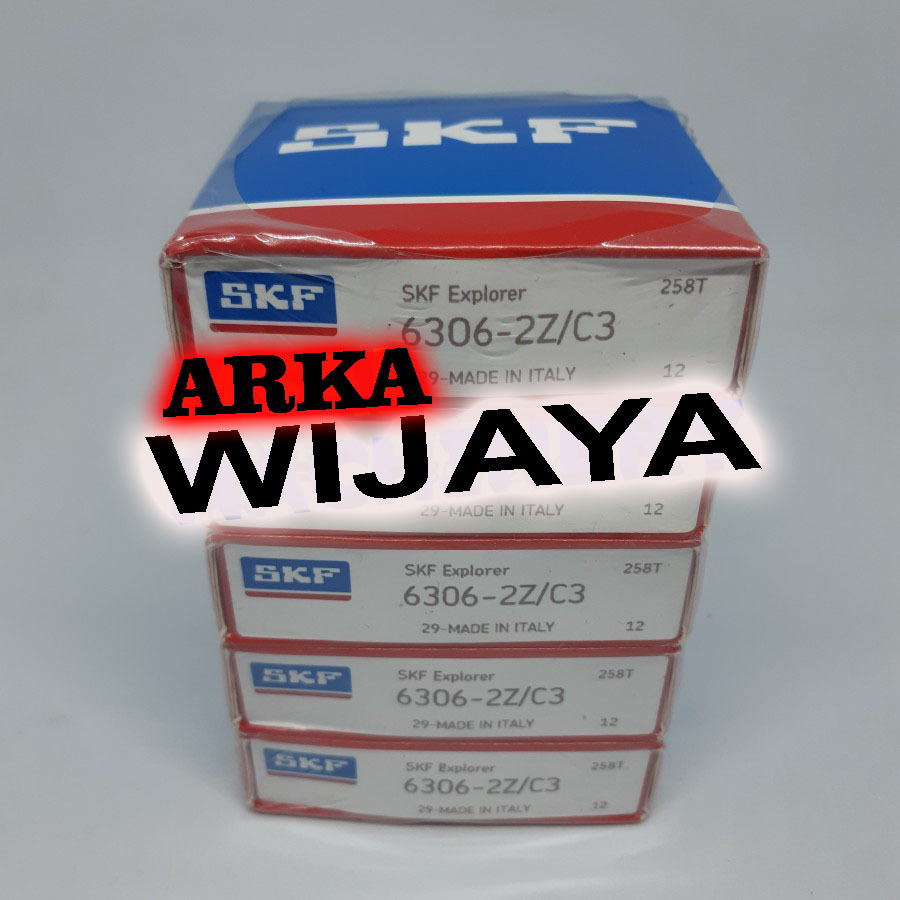 SKF
SKF
SKF Explorer
258T
6306-2Z/C3
29-MADE IN ITALY
12
ARKA
WIJAYA
29-MADE IN ITALY
12
SKF
SKF Explorer
258T
6306-2Z/C3
29-MADE IN ITALY
12
SKF
SKF Explorer
258T
6306-2Z/C3
29-MADE IN ITALY
12
SKF
SKF Explorer
258T
6306-2Z/C3
29-MADE IN ITALY
12